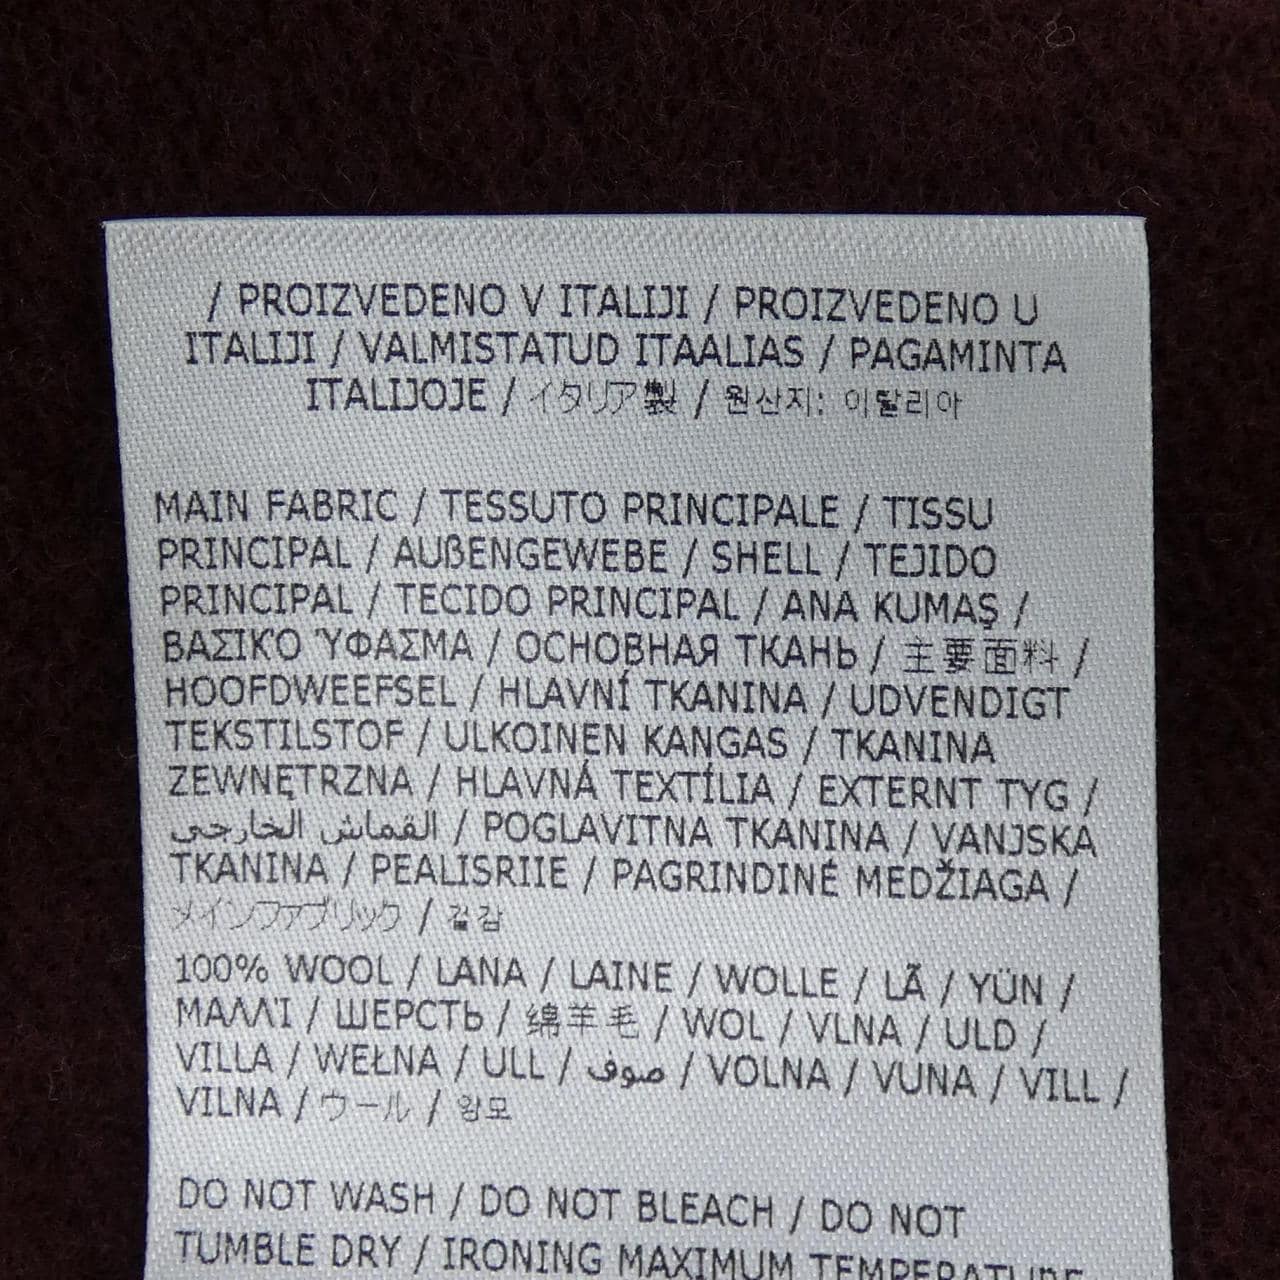 / PROIZVEDENO V ITALIJI / PROIZVEDENO U
ITALIJI / VALMISTATUD ITAALIAS / PAGAMINTA
ITALIJOJE / イタリア製 / 원산지: 이탈리아
MAIN FABRIC / TESSUTO PRINCIPALE / TISSU
PRINCIPAL / AUßENGEWEBE / SHELL / TEJIDO
PRINCIPAL / TECIDO PRINCIPAL / ANA KUMAŞ /
ΒΑΣΙΚΌ ΎΦΑΣΜΑ / ОСНОВНАЯ ТКАНЬ / 主要面料 /
HOOFDWEEFSEL / HLAVNÍ TKANINA / UDVENDIGT
TEKSTILSTOF / ULKOINEN KANGAS / TKANINA
ZEWNĘTRZNA / HLAVNÁ TEXTÍLIA / EXTERNT TYG /
القماش الخارجي / POGLAVITNA TKANINA / VANJSKA
TKANINA / PEALISRIIE / PAGRINDINÉ MEDŽIAGA /
メインファブリック / 겉감
100% WOOL / LANA / LAINE / WOLLE / LÃ / YÜN /
ΜΑΛΛΊ / ШЕРСТЬ / 绵羊毛 / WOL / VLNA / ULD /
VILLA / WEŁNA / ULL / صوف / VOLNA / VUNA / VILL /
VILNA / ウール / 양모
DO NOT WASH / DO NOT BLEACH / DO NOT
TUMBLE DRY / IRONING MAXIMUM TEMPERATURE